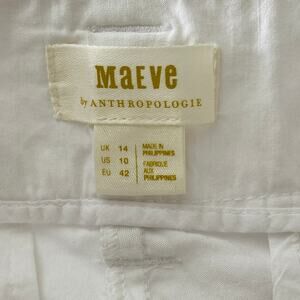 MAEVE
by ANTHROPOLOGIE
UK 14
US 10
EU 42
MADE IN
PHILIPPINES
FABRIQUÉ
AUX
PHILIPPINES